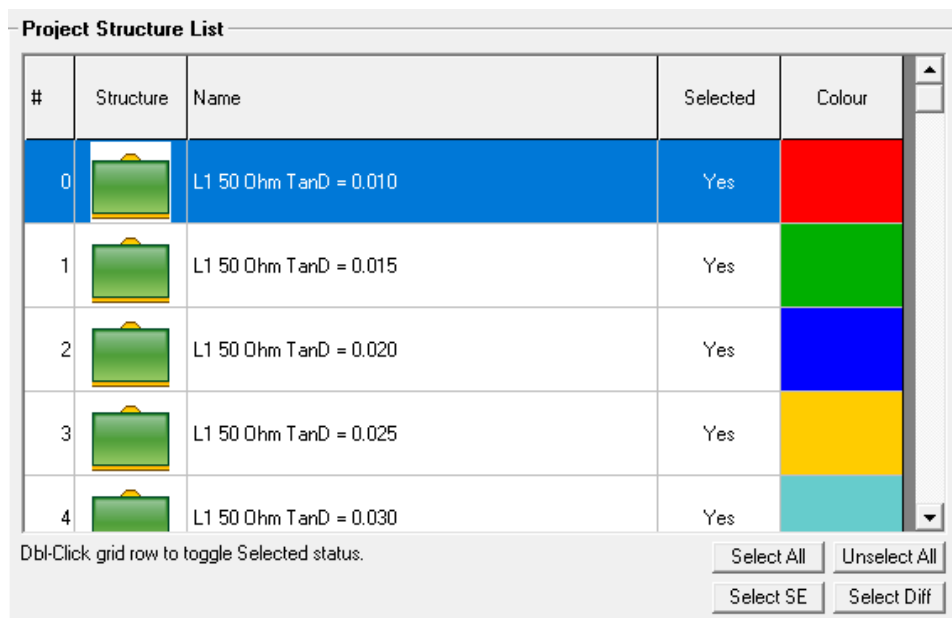 Project Structure List
# Structure Name Selected Colour
0 L1 50 Ohm TanD = 0.010 Yes
1 L1 50 Ohm TanD = 0.015 Yes
2 L1 50 Ohm TanD = 0.020 Yes
3 L1 50 Ohm TanD = 0.025 Yes
4 L1 50 Ohm TanD = 0.030 Yes
Dbl-Click grid row to toggle Selected status.
Select All Unselect All
Select SE Select Diff